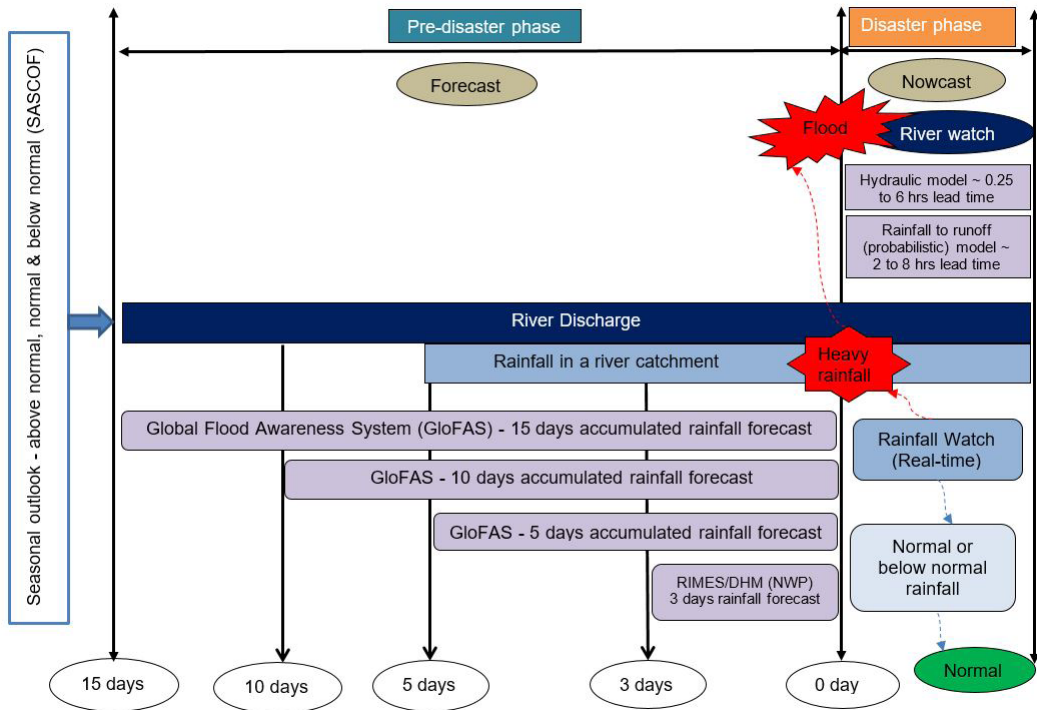 Seasonal outlook - above normal, normal & below normal (SASCOF)
Pre-disaster phase
Disaster phase
Forecast
Nowcast
Flood
River watch
Hydraulic model ~ 0.25
to 6 hrs lead time
Rainfall to runoff
(probabilistic) model ~
2 to 8 hrs lead time
River Discharge
Rainfall in a river catchment
Heavy
rainfall
Global Flood Awareness System (GloFAS) - 15 days accumulated rainfall forecast
Rainfall Watch
(Real-time)
GloFAS - 10 days accumulated rainfall forecast
GloFAS - 5 days accumulated rainfall forecast
Normal or
below normal
rainfall
RIMES/DHM (NWP)
3 days rainfall forecast
15 days
10 days
5 days
3 days
0 day
Normal